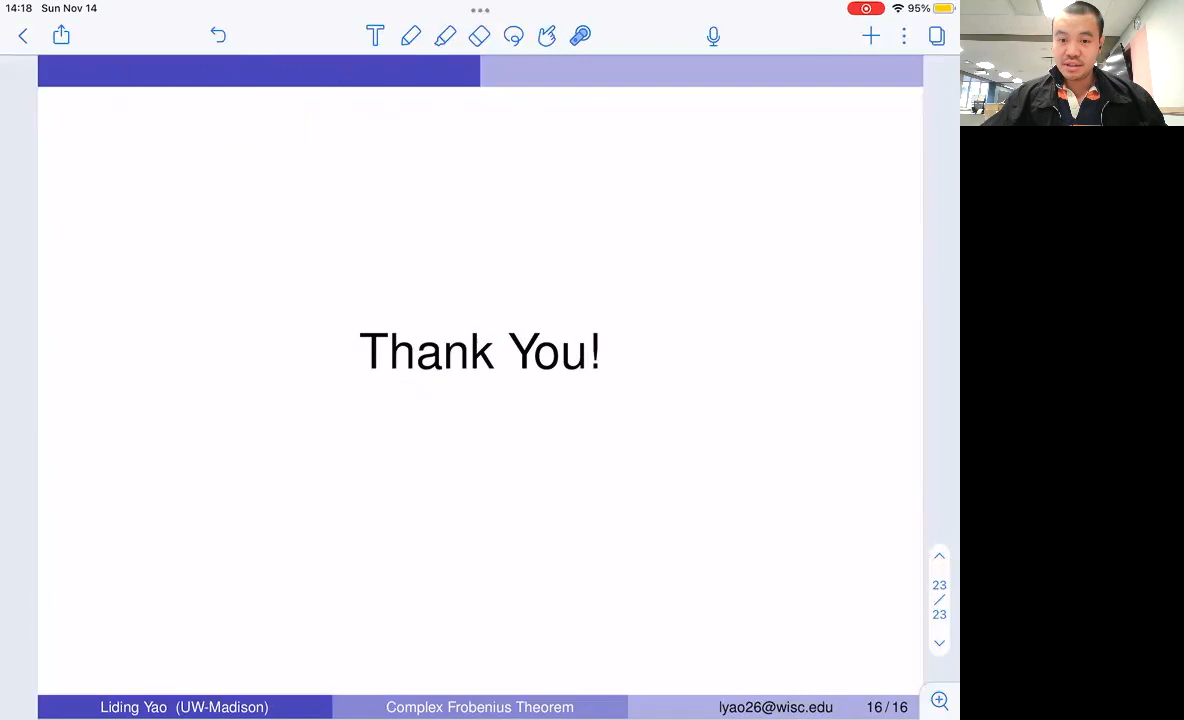 14:18 Sun Nov 14
95%
T
Thank You!
23
23
Liding Yao (UW-Madison)
Complex Frobenius Theorem
lyao26@wisc.edu
16 / 16